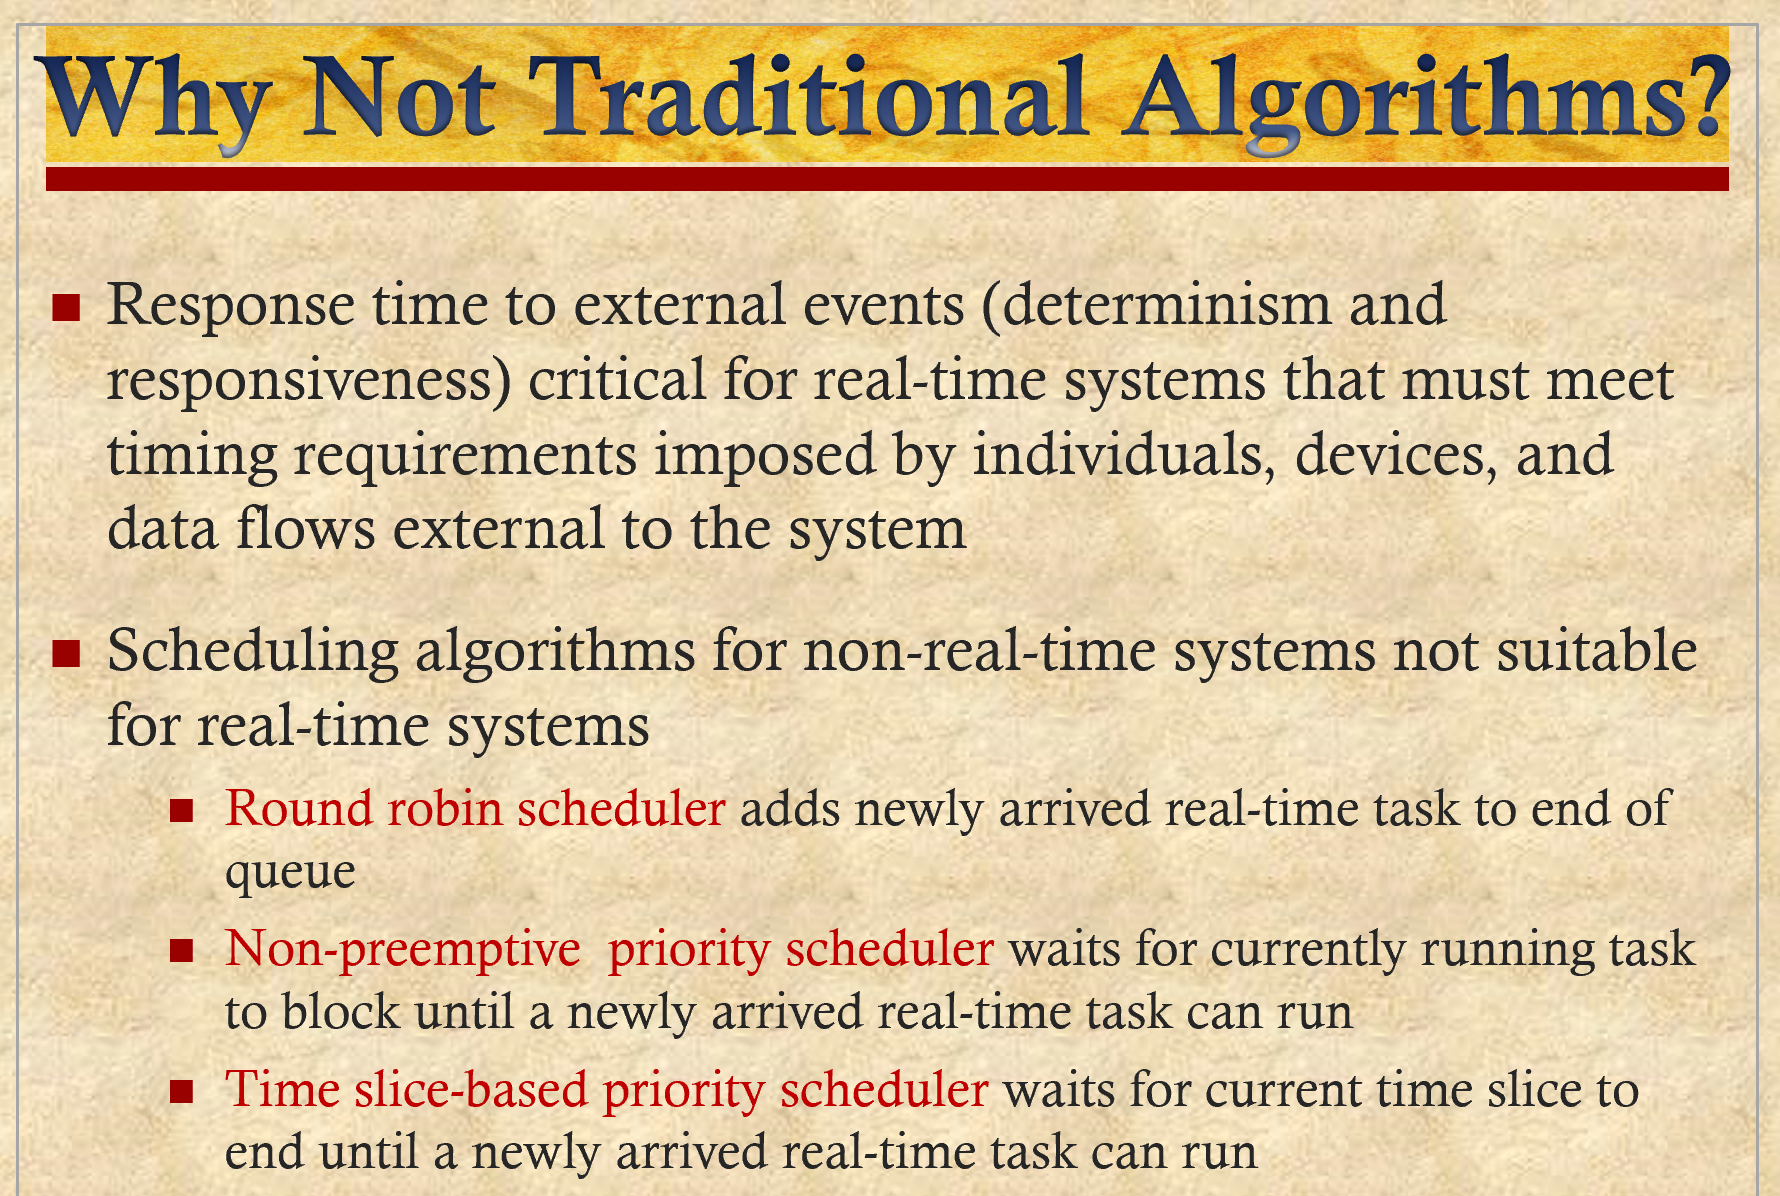 Why Not Traditional Algorithms?
Response time to external events (determinism and
responsiveness) critical for real-time systems that must meet
timing requirements imposed by individuals, devices, and
data flows external to the system
Scheduling algorithms for non-real-time systems not suitable
for real-time systems
Round robin scheduler adds newly arrived real-time task to end of
queue
Non-preemptive priority scheduler waits for currently running task
to block until a newly arrived real-time task can run
Time slice-based priority scheduler waits for current time slice to
end until a newly arrived real-time task can run